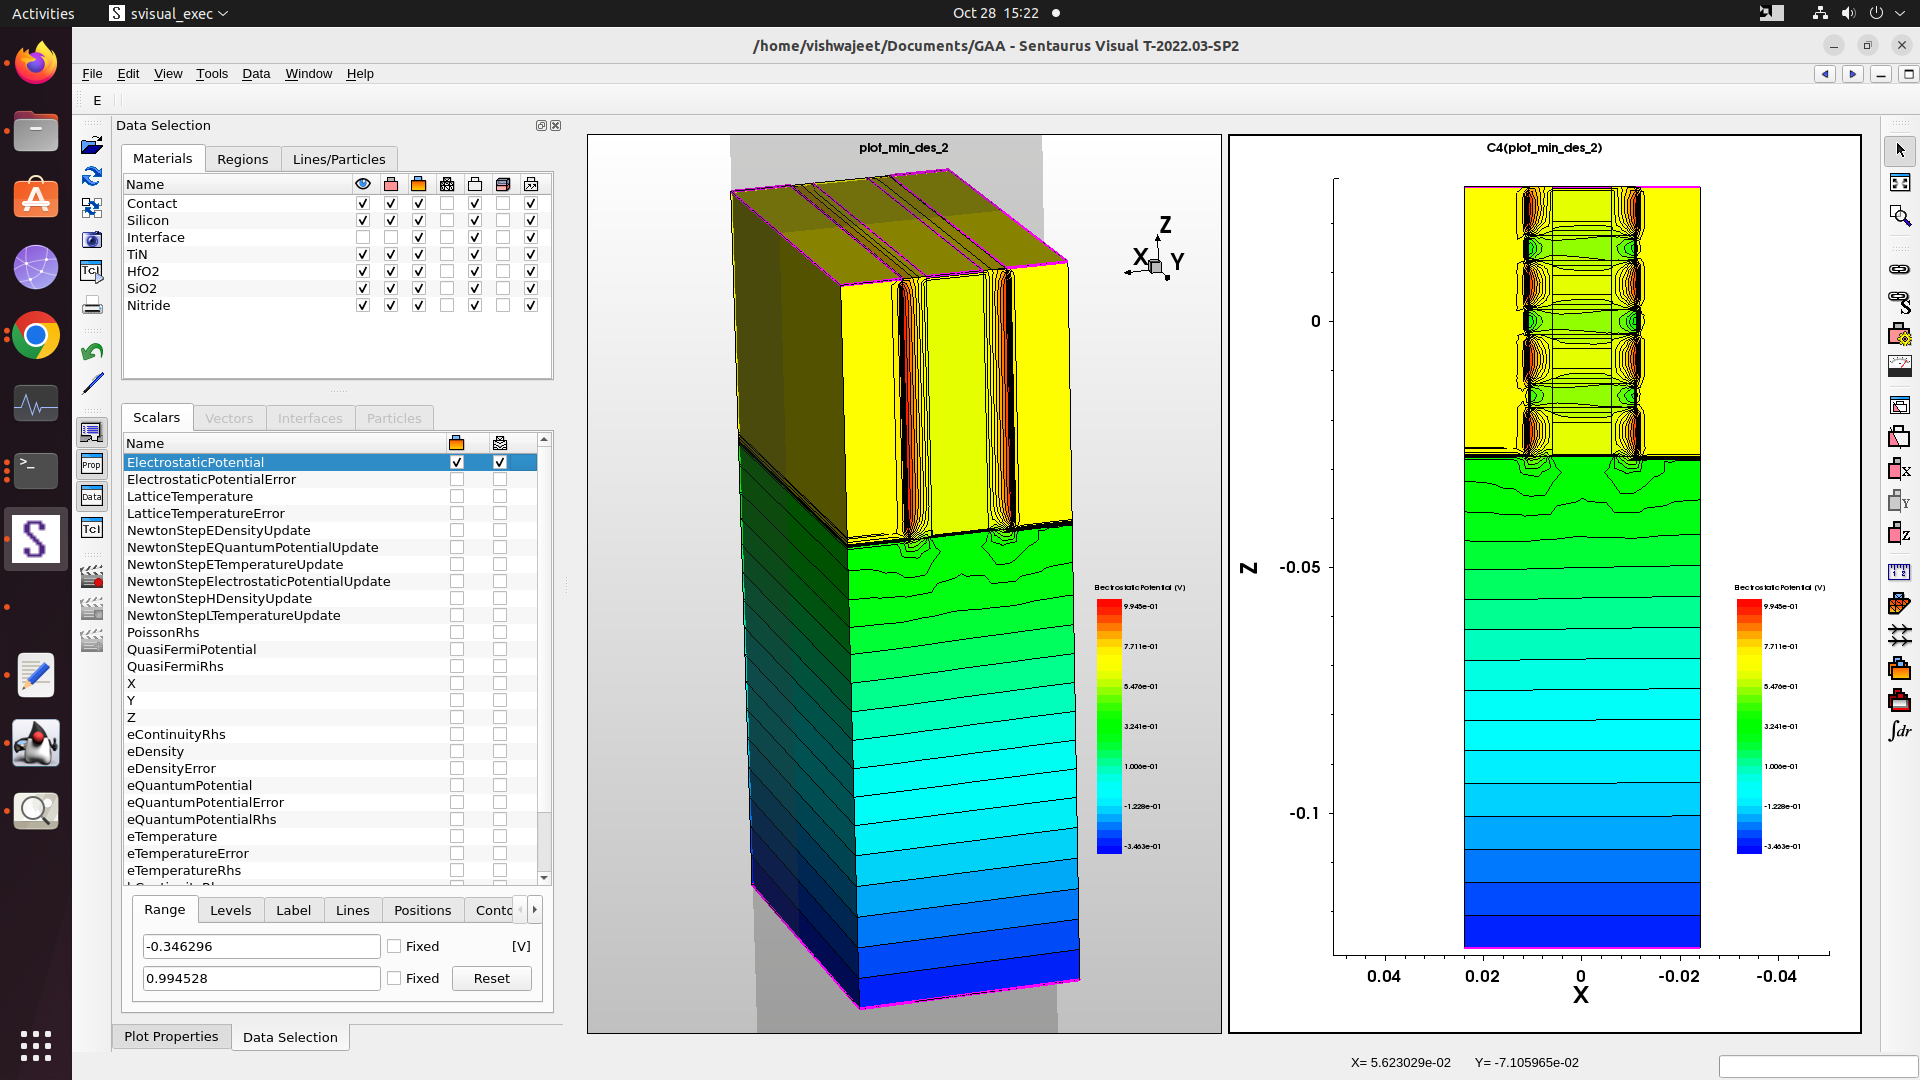 Activities
svisual_exec
Oct 28 15:22
/home/vishwajeet/Documents/GAA - Sentaurus Visual T-2022.03-SP2
File Edit View Tools Data Window Help
E
Data Selection
Materials Regions Lines/Particles
Name
Contact
Silicon
Interface
TiN
HfO2
SiO2
Nitride
Scalars Vectors Interfaces Particles
Name
ElectrostaticPotential
ElectrostaticPotentialError
LatticeTemperature
LatticeTemperatureError
NewtonStepEDensityUpdate
NewtonStepEQuantumPotentialUpdate
NewtonStepETemperatureUpdate
NewtonStepElectrostaticPotentialUpdate
NewtonStepHDensityUpdate
NewtonStepLTemperatureUpdate
PoissonRhs
QuasiFermiPotential
QuasiFermiRhs
X
Y
Z
eContinuityRhs
eDensity
eDensityError
eQuantumPotential
eQuantumPotentialError
eQuantumPotentialRhs
eTemperature
eTemperatureError
eTemperatureRhs
Range Levels Label Lines Positions Conto
-0.346296 Fixed [V]
0.994528 Fixed Reset
Plot Properties Data Selection
Tcl
Prop
Data
Tcl
plot_min_des_2
Z
X
Y
ElectrostaticPotential (V)
9.945e-01
7.711e-01
5.476e-01
3.241e-01
1.006e-01
-1.228e-01
-3.463e-01
C4(plot_min_des_2)
0
-0.05
-0.1
Z
0.04 0.02 0 -0.02 -0.04
X
ElectrostaticPotential (V)
9.945e-01
7.711e-01
5.476e-01
3.241e-01
1.006e-01
-1.228e-01
-3.463e-01
S
X
Y
Z
∫dr
X= 5.623029e-02 Y= -7.105965e-02